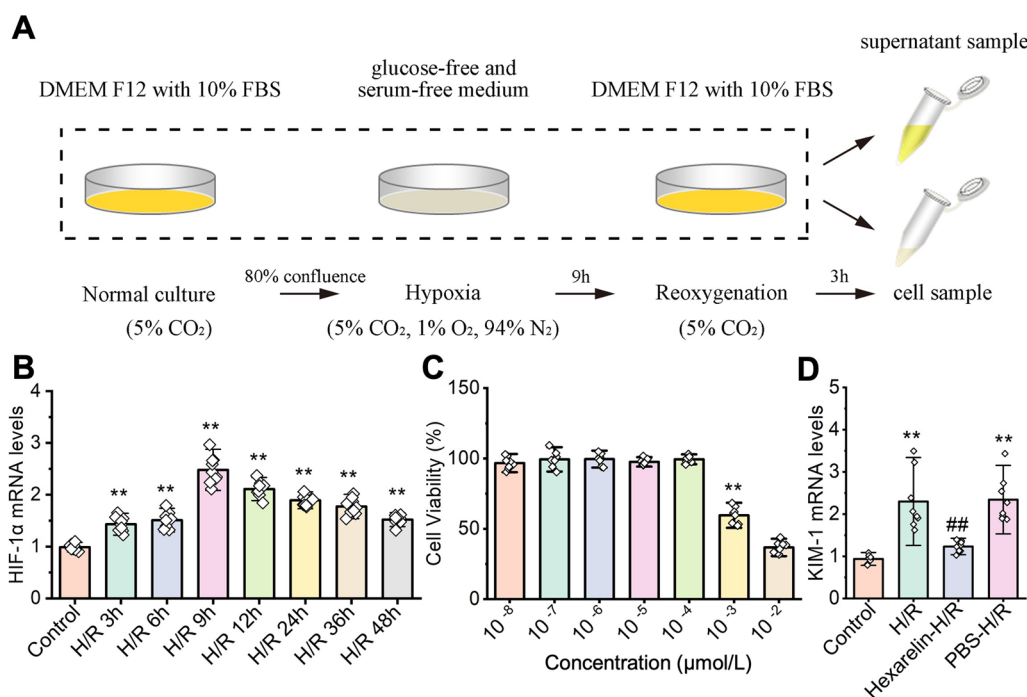 A
supernatant sample
DMEM F12 with 10% FBS
glucose-free and
serum-free medium
DMEM F12 with 10% FBS
80% confluence
9h
3h
Normal culture
Hypoxia
Reoxygenation
cell sample
(5% CO₂)
(5% CO₂, 1% O₂, 94% N₂)
(5% CO₂)
B
HIF-1α mRNA levels
4
3
2
1
0
**
**
**
**
**
**
**
Control
H/R 3h
H/R 6h
H/R 9h
H/R 12h
H/R 24h
H/R 36h
H/R 48h
C
Cell Viability (%)
150
100
50
0
**
10⁻⁸
10⁻⁷
10⁻⁶
10⁻⁵
10⁻⁴
10⁻³
10⁻²
Concentration (μmol/L)
D
KIM-1 mRNA levels
5
4
3
2
1
0
**
##
**
Control
H/R
Hexarelin-H/R
PBS-H/R